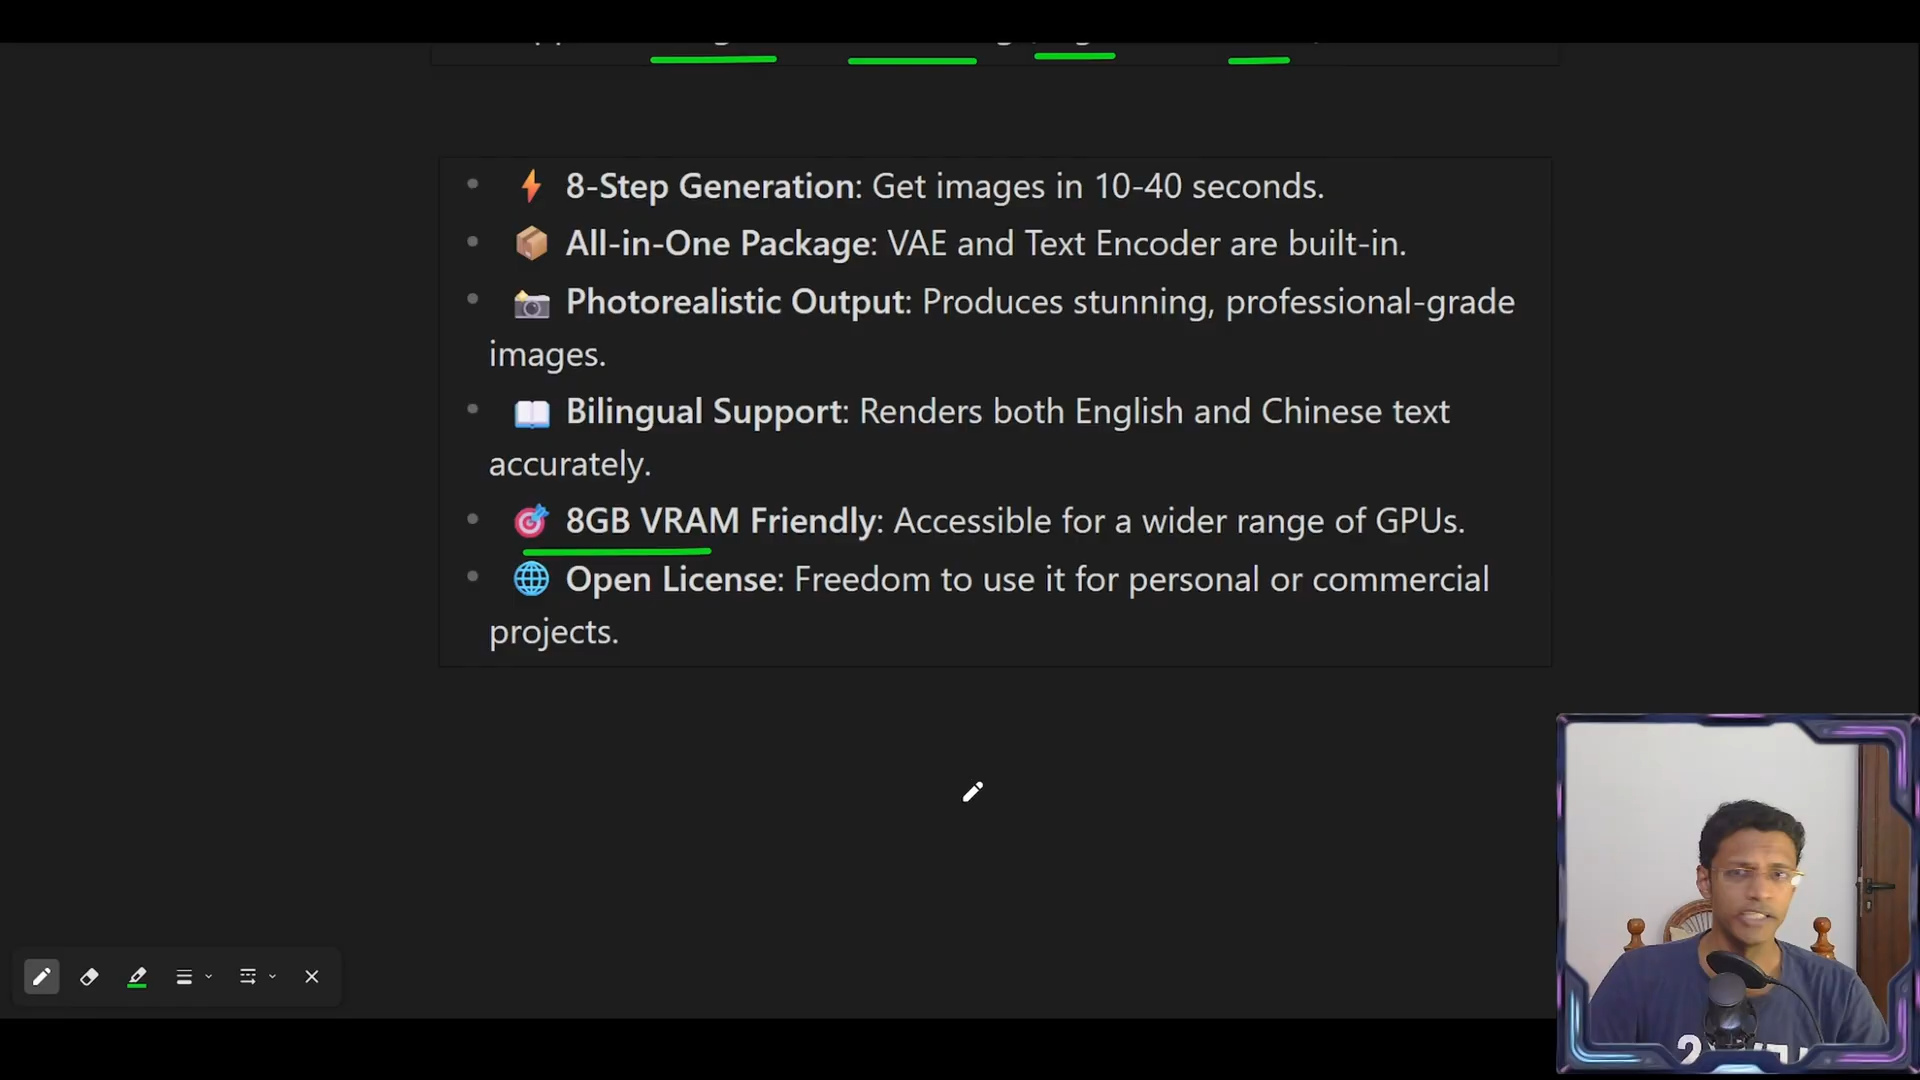 ⚡ 8-Step Generation: Get images in 10-40 seconds.
📦 All-in-One Package: VAE and Text Encoder are built-in.
📸 Photorealistic Output: Produces stunning, professional-grade
images.
📖 Bilingual Support: Renders both English and Chinese text
accurately.
🎯 8GB VRAM Friendly: Accessible for a wider range of GPUs.
🌐 Open License: Freedom to use it for personal or commercial
projects.